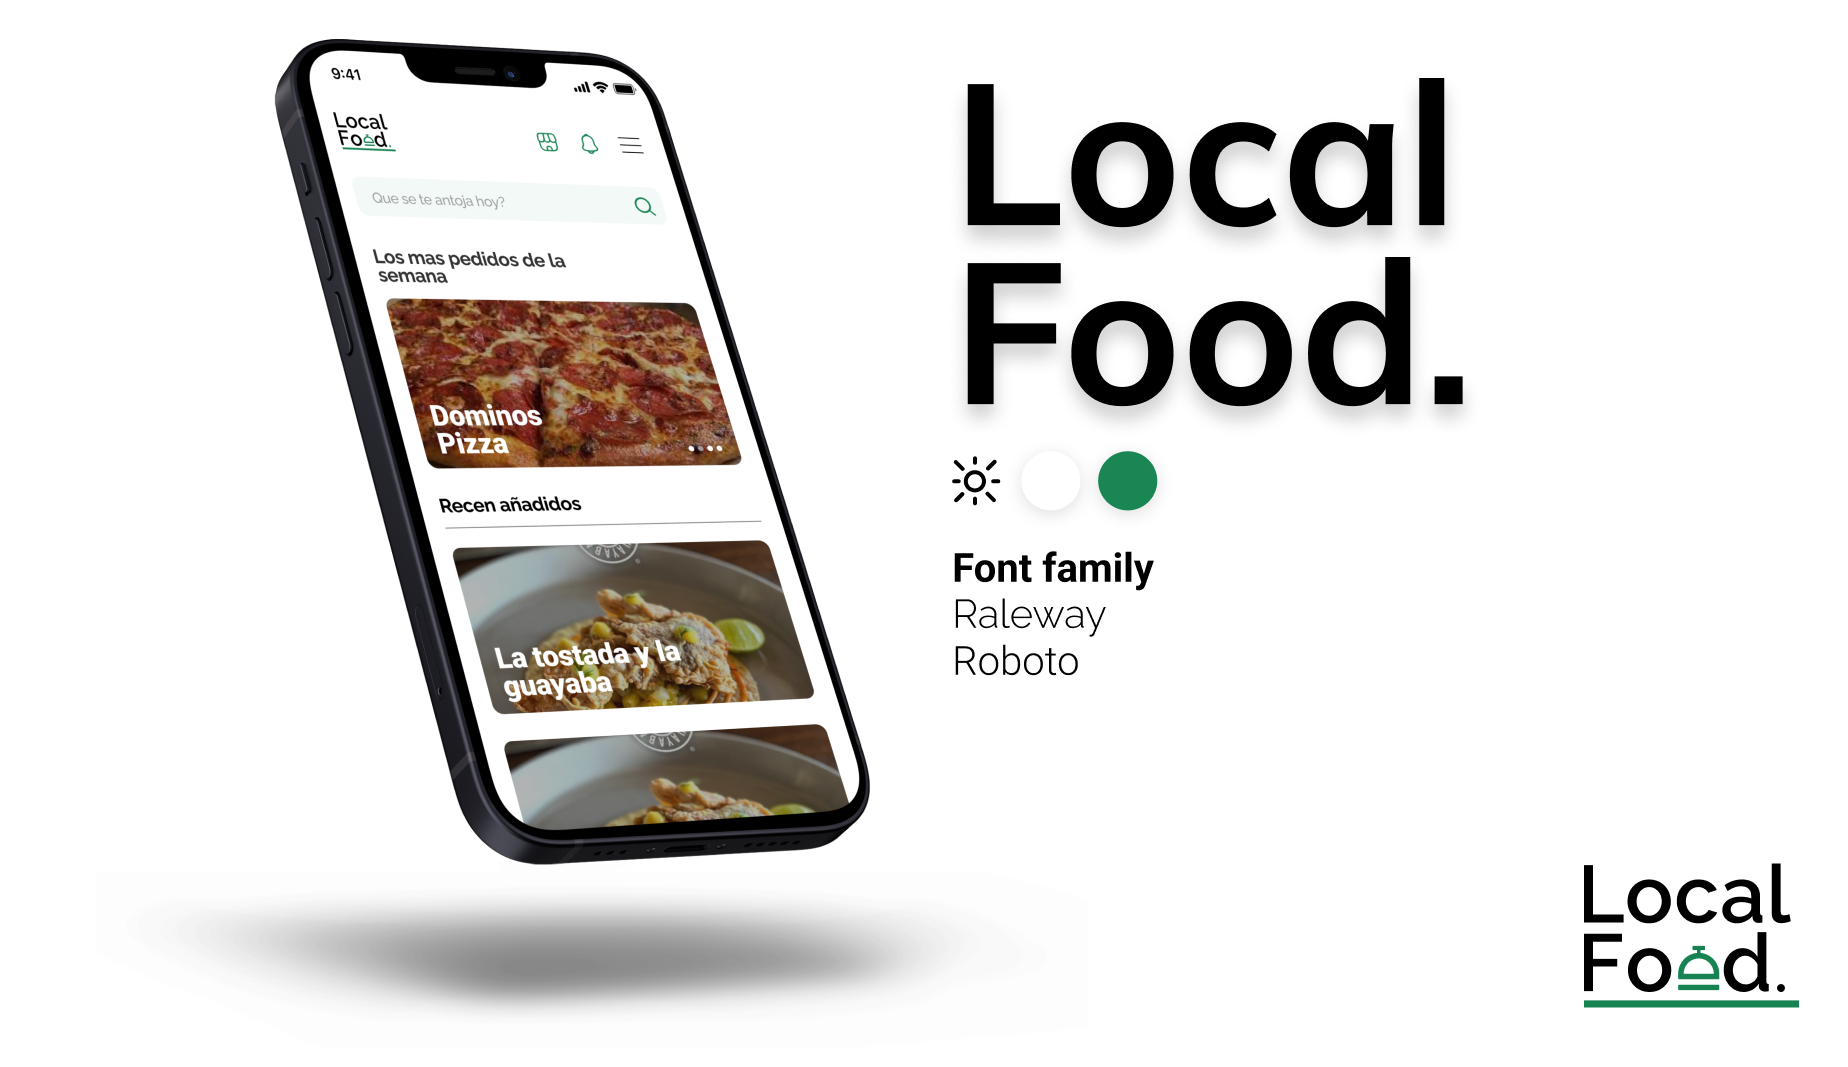 9:41
Local
Food.
Que se te antoja hoy?
Los mas pedidos de la
semana
Dominos
Pizza
Recen añadidos
La tostada y la
guayaba
Local
Food.
Font family
Raleway
Roboto
Local
Food.